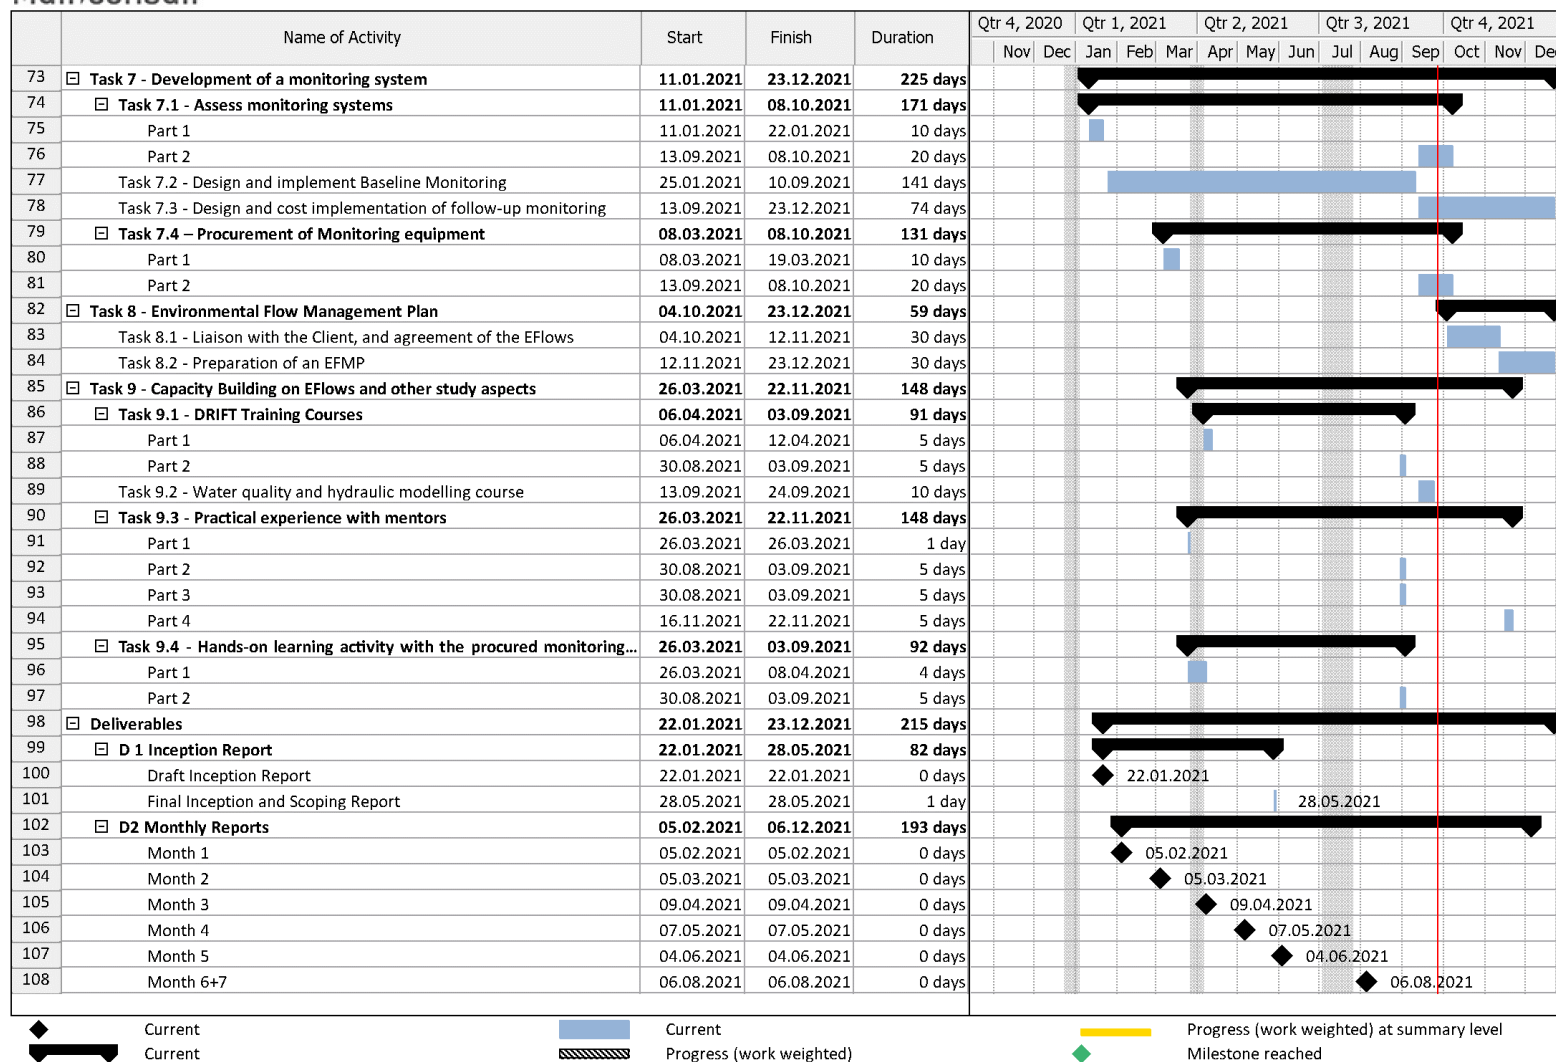 Name of Activity Start Finish Duration Qtr 4, 2020 Qtr 1, 2021 Qtr 2, 2021 Qtr 3, 2021 Qtr 4, 2021
Nov Dec Jan Feb Mar Apr May Jun Jul Aug Sep Oct Nov Dec
73 Task 7 - Development of a monitoring system 11.01.2021 23.12.2021 225 days
74 Task 7.1 - Assess monitoring systems 11.01.2021 08.10.2021 171 days
75 Part 1 11.01.2021 22.01.2021 10 days
76 Part 2 13.09.2021 08.10.2021 20 days
77 Task 7.2 - Design and implement Baseline Monitoring 25.01.2021 10.09.2021 141 days
78 Task 7.3 - Design and cost implementation of follow-up monitoring 13.09.2021 23.12.2021 74 days
79 Task 7.4 – Procurement of Monitoring equipment 08.03.2021 08.10.2021 131 days
80 Part 1 08.03.2021 19.03.2021 10 days
81 Part 2 13.09.2021 08.10.2021 20 days
82 Task 8 - Environmental Flow Management Plan 04.10.2021 23.12.2021 59 days
83 Task 8.1 - Liaison with the Client, and agreement of the EFlows 04.10.2021 12.11.2021 30 days
84 Task 8.2 - Preparation of an EFMP 12.11.2021 23.12.2021 30 days
85 Task 9 - Capacity Building on EFlows and other study aspects 26.03.2021 22.11.2021 148 days
86 Task 9.1 - DRIFT Training Courses 06.04.2021 03.09.2021 91 days
87 Part 1 06.04.2021 12.04.2021 5 days
88 Part 2 30.08.2021 03.09.2021 5 days
89 Task 9.2 - Water quality and hydraulic modelling course 13.09.2021 24.09.2021 10 days
90 Task 9.3 - Practical experience with mentors 26.03.2021 22.11.2021 148 days
91 Part 1 26.03.2021 26.03.2021 1 day
92 Part 2 30.08.2021 03.09.2021 5 days
93 Part 3 30.08.2021 03.09.2021 5 days
94 Part 4 16.11.2021 22.11.2021 5 days
95 Task 9.4 - Hands-on learning activity with the procured monitoring... 26.03.2021 03.09.2021 92 days
96 Part 1 26.03.2021 08.04.2021 4 days
97 Part 2 30.08.2021 03.09.2021 5 days
98 Deliverables 22.01.2021 23.12.2021 215 days
99 D 1 Inception Report 22.01.2021 28.05.2021 82 days
100 Draft Inception Report 22.01.2021 22.01.2021 0 days 22.01.2021
101 Final Inception and Scoping Report 28.05.2021 28.05.2021 1 day 28.05.2021
102 D2 Monthly Reports 05.02.2021 06.12.2021 193 days
103 Month 1 05.02.2021 05.02.2021 0 days 05.02.2021
104 Month 2 05.03.2021 05.03.2021 0 days 05.03.2021
105 Month 3 09.04.2021 09.04.2021 0 days 09.04.2021
106 Month 4 07.05.2021 07.05.2021 0 days 07.05.2021
107 Month 5 04.06.2021 04.06.2021 0 days 04.06.2021
108 Month 6+7 06.08.2021 06.08.2021 0 days 06.08.2021
Current Current Progress (work weighted) at summary level
Current Progress (work weighted) Milestone reached